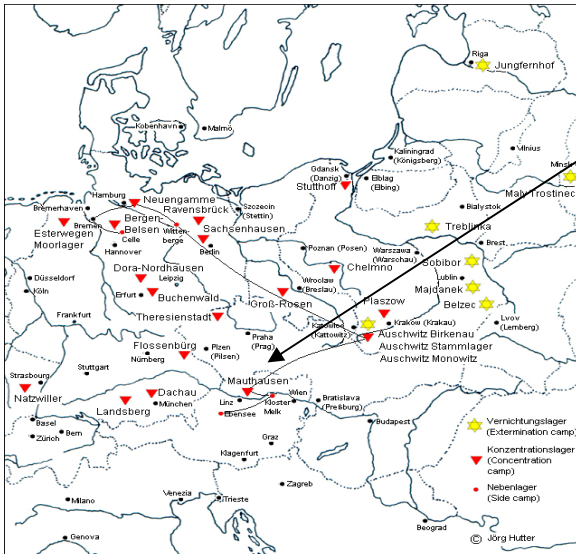 Riga
Jungfernhof
Kobenhavn
Malmö
Kaliningrad
(Königsberg)
Vilnius
Minsk
Maly Trostinec
Gdansk
(Danzig)
Elblag
(Elbing)
Stutthof
Hamburg
Neuengamme
Bremerhaven
Ravensbrück
Szczecin
(Stettin)
Bialystok
Esterwegen
Moorlager
Bremen
Bergen-
Belsen
Celle
Witten-
berge
Sachsenhausen
Berlin
Hannover
Treblinka
Brest
Warszawa
(Warschau)
Poznan (Posen)
Chelmno
Sobibor
Lublin
Majdanek
Belzec
Düsseldorf
Köln
Dora-Nordhausen
Leipzig
Erfurt
Buchenwald
Wroclaw
(Breslau)
Groß-Rosen
Plaszow
Lvov
(Lemberg)
Frankfurt
Theresienstadt
Katowice
(Kattowitz)
Kraków (Krakau)
Auschwitz Birkenau
Auschwitz Stammlager
Auschwitz Monowitz
Praha
(Prag)
Flossenbürg
Nürnberg
Plzen
(Pilsen)
Strasbourg
Natzwiller
Stuttgart
Dachau
München
Landsberg
Mauthausen
Linz
Ebensee
Kloster
Melk
Wien
Bratislava
(Preßburg)
Budapest
Basel
Zürich
Bern
Graz
Klagenfurt
Zagreb
Milano
Venezia
Trieste
Genova
Beograd
Vernichtungslager
(Extermination camp)
Konzentrationslager
(Concentration
camp)
Nebenlager
(Side camp)
© Jörg Hutter